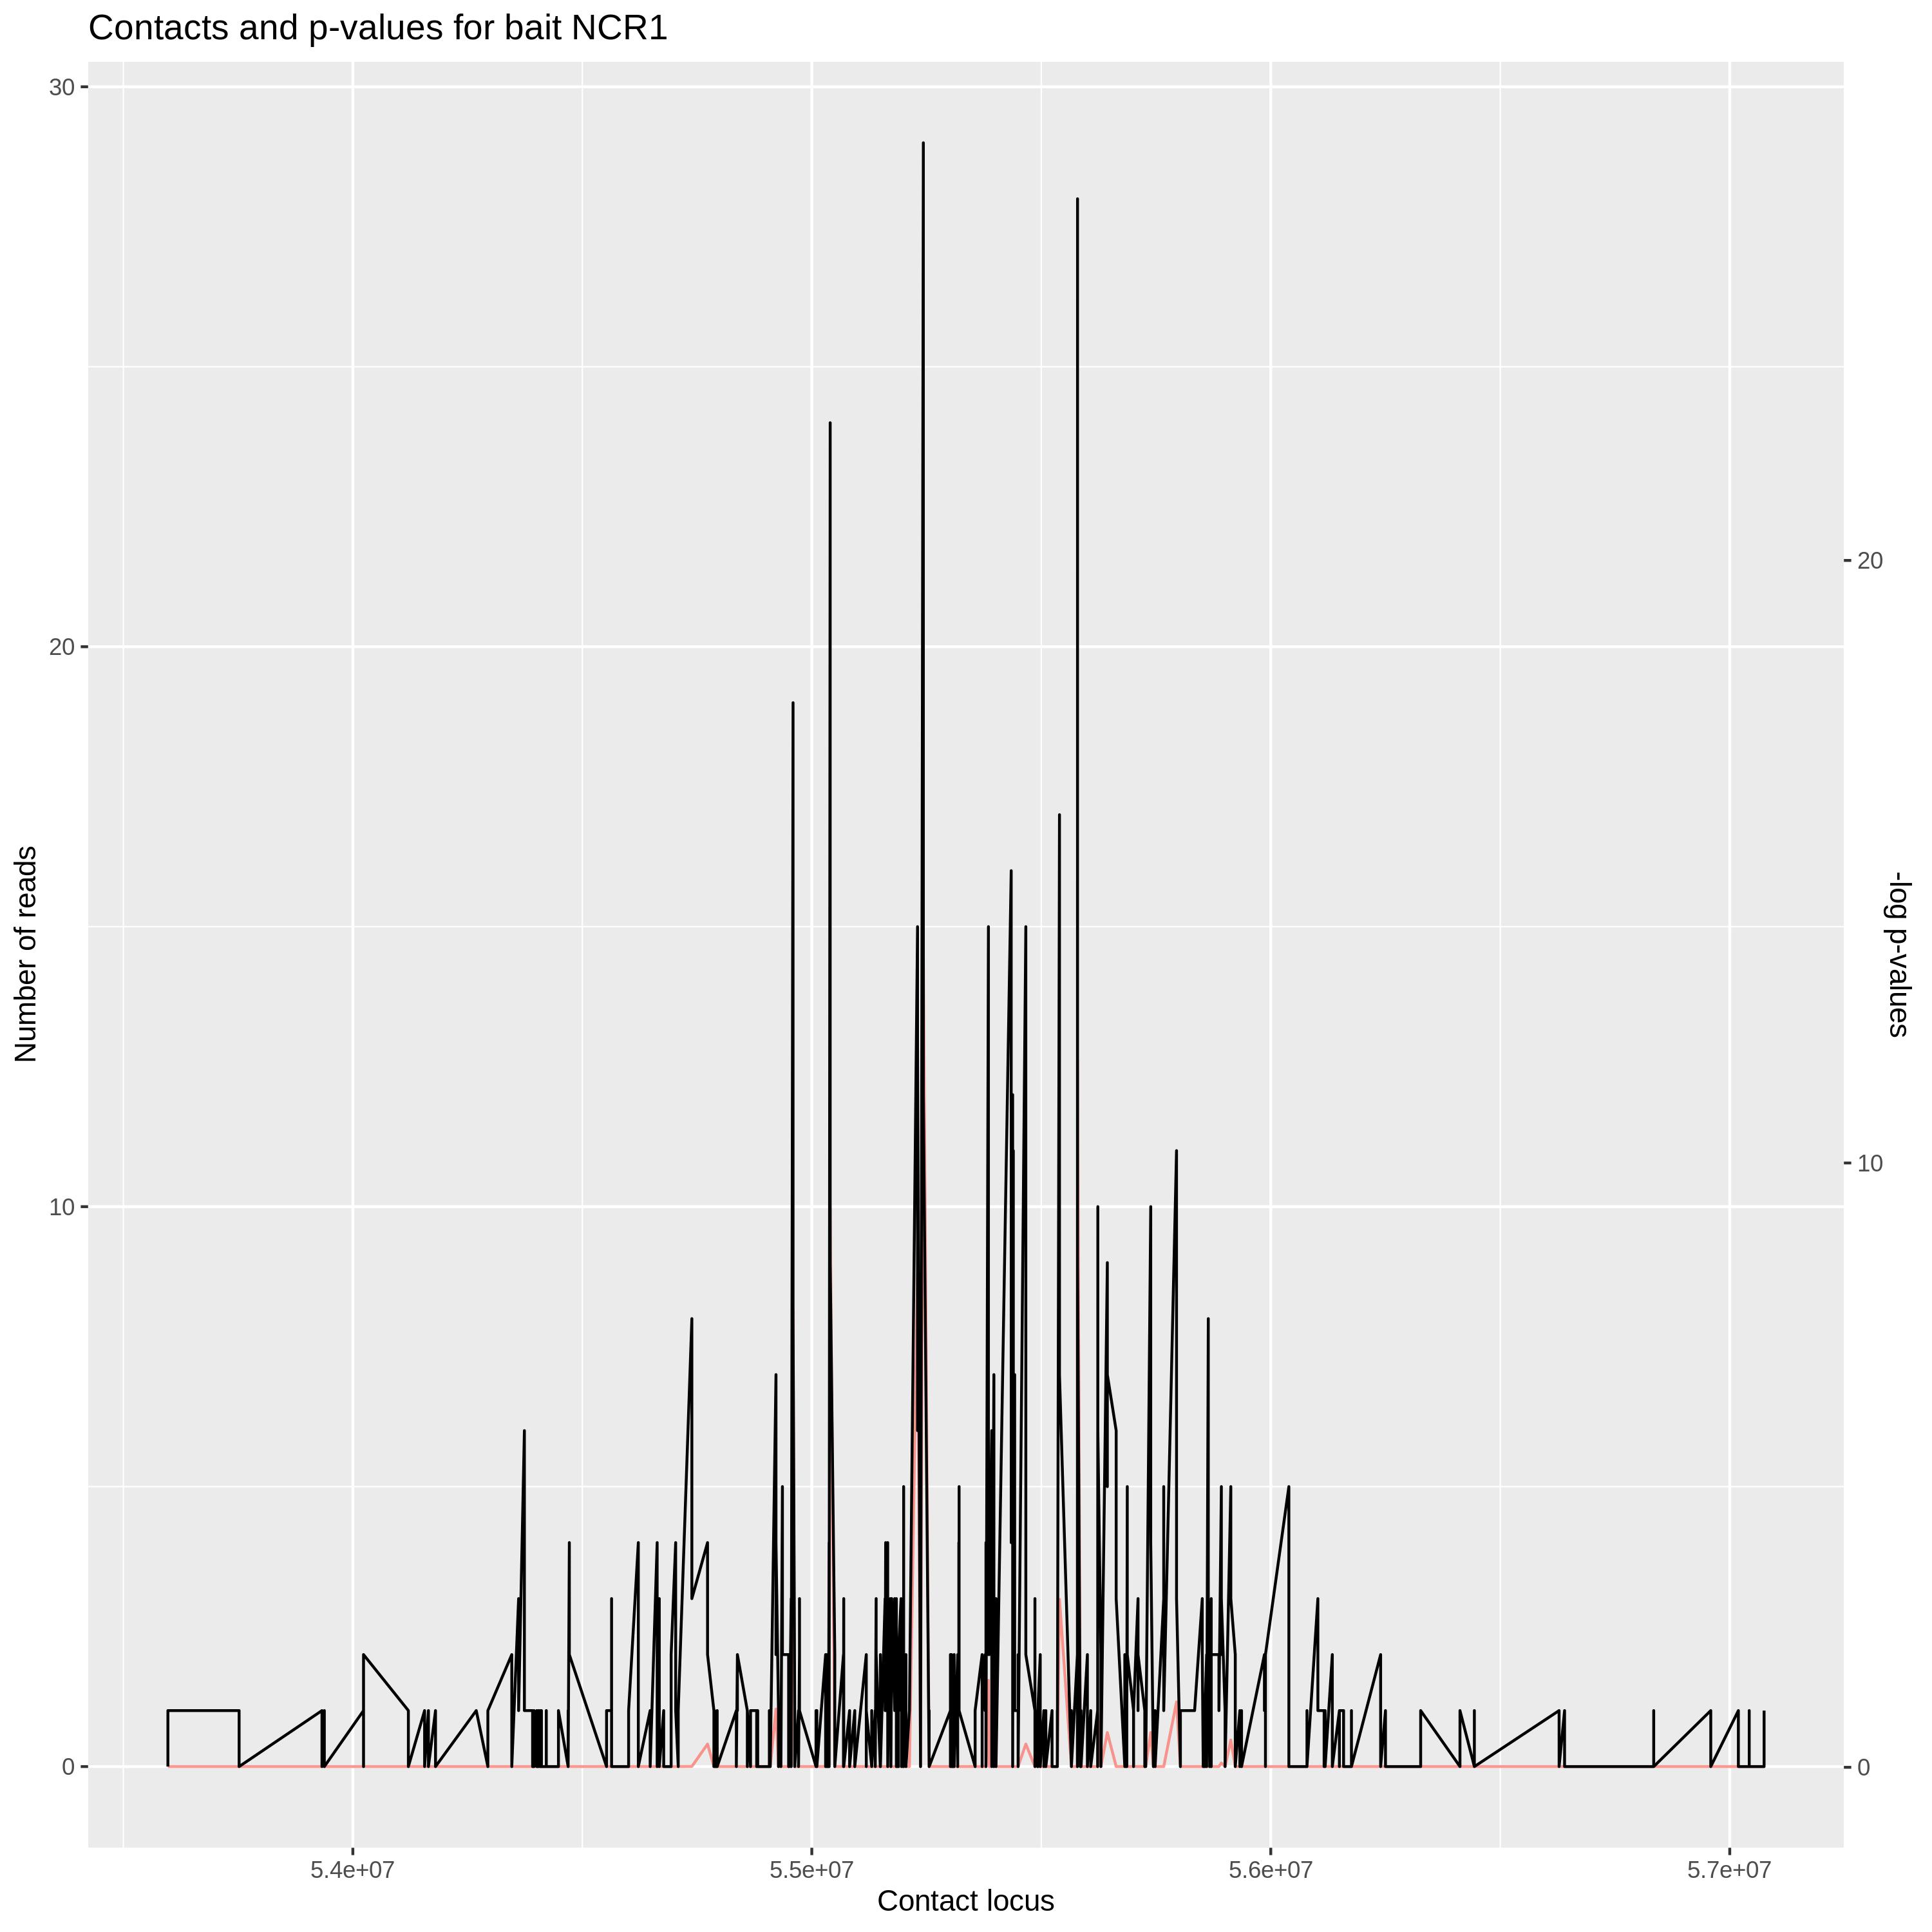 Contacts and p-values for bait NCR1
30
20
10
0
Number of reads
20
10
0
-log p-values
5.4e+07
5.5e+07
5.6e+07
5.7e+07
Contact locus